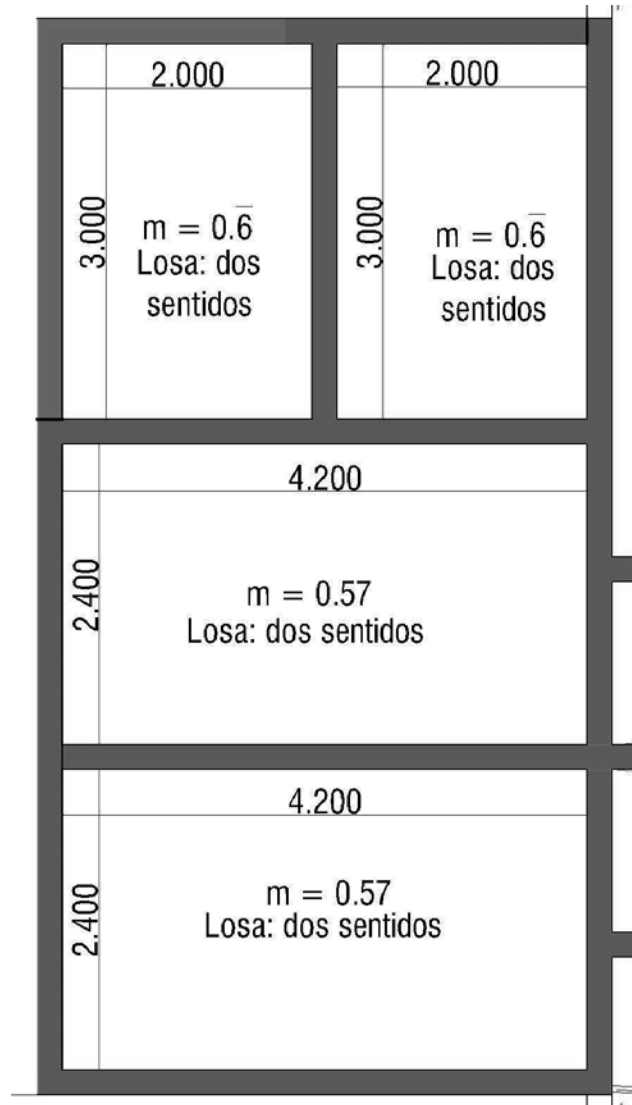 2.000
3.000
m = 0.6̅
Losa: dos
sentidos
2.000
3.000
m = 0.6̅
Losa: dos
sentidos
4.200
2.400
m = 0.57
Losa: dos sentidos
4.200
2.400
m = 0.57
Losa: dos sentidos